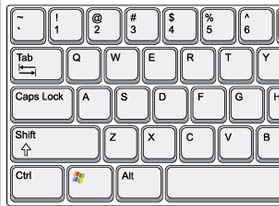 ~ ! @ # $ % ^
` 1 2 3 4 5 6
Tab Q W E R T Y
Caps Lock A S D F G H
Shift Z X C V B
Ctrl Alt